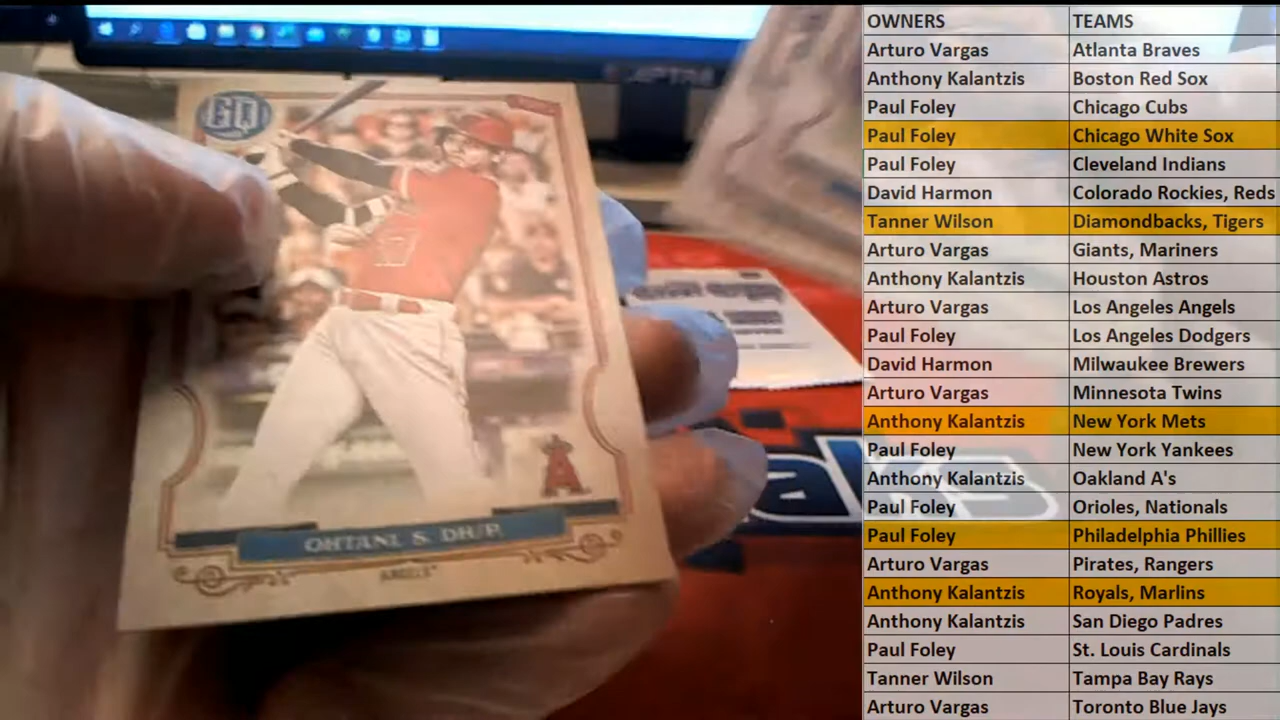 GQ
17
OHTANI S. DH/P.
ANGELS
OWNERS TEAMS
Arturo Vargas Atlanta Braves
Anthony Kalantzis Boston Red Sox
Paul Foley Chicago Cubs
Paul Foley Chicago White Sox
Paul Foley Cleveland Indians
David Harmon Colorado Rockies, Reds
Tanner Wilson Diamondbacks, Tigers
Arturo Vargas Giants, Mariners
Anthony Kalantzis Houston Astros
Arturo Vargas Los Angeles Angels
Paul Foley Los Angeles Dodgers
David Harmon Milwaukee Brewers
Arturo Vargas Minnesota Twins
Anthony Kalantzis New York Mets
Paul Foley New York Yankees
Anthony Kalantzis Oakland A's
Paul Foley Orioles, Nationals
Paul Foley Philadelphia Phillies
Arturo Vargas Pirates, Rangers
Anthony Kalantzis Royals, Marlins
Anthony Kalantzis San Diego Padres
Paul Foley St. Louis Cardinals
Tanner Wilson Tampa Bay Rays
Arturo Vargas Toronto Blue Jays